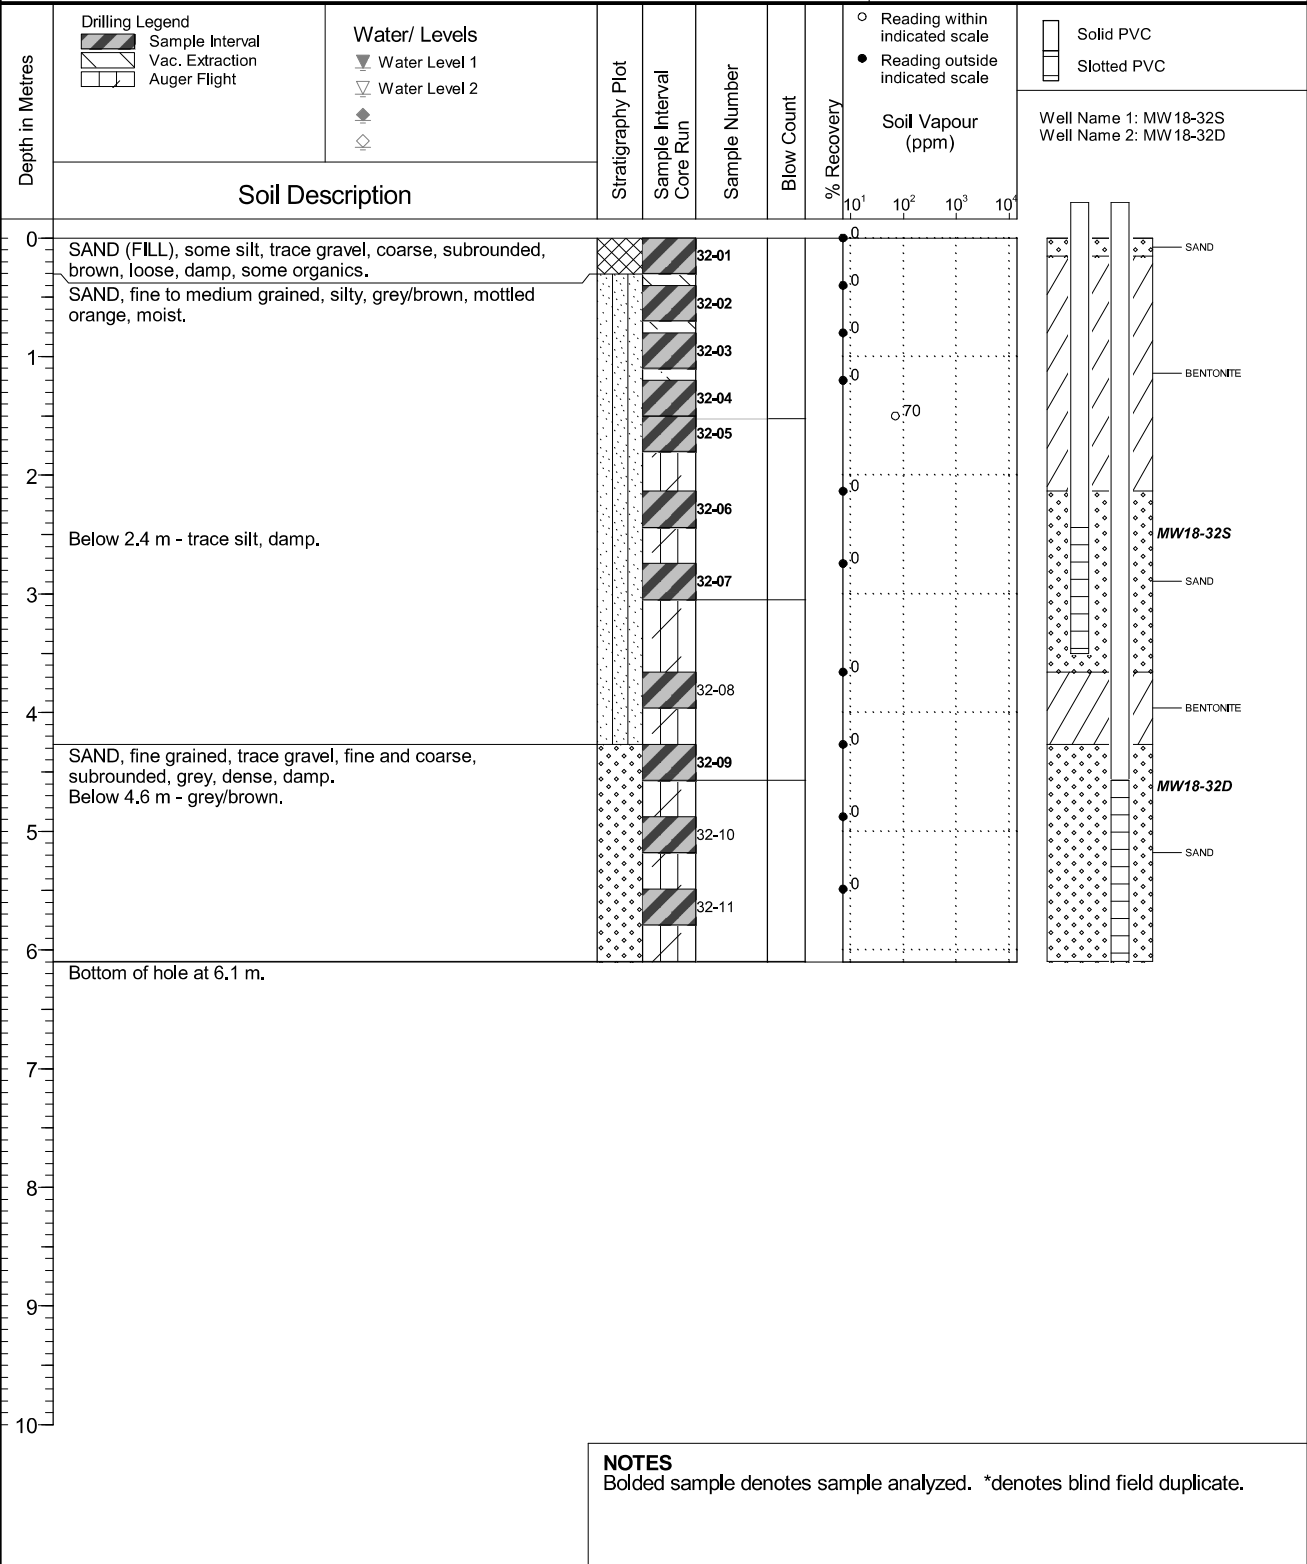 Depth in Metres
Drilling Legend
Sample Interval
Vac. Extraction
Auger Flight
Water/ Levels
Water Level 1
Water Level 2
Soil Description
Stratigraphy Plot
Sample Interval
Core Run
Sample Number
Blow Count
% Recovery
Reading within
indicated scale
Reading outside
indicated scale
Soil Vapour
(ppm)
10¹ 10² 10³ 10⁴
Solid PVC
Slotted PVC
Well Name 1: MW18-32S
Well Name 2: MW18-32D
0
SAND (FILL), some silt, trace gravel, coarse, subrounded,
brown, loose, damp, some organics.
32-01
0
SAND
SAND, fine to medium grained, silty, grey/brown, mottled
orange, moist.
32-02
0
0
1
32-03
0
BENTONITE
32-04
70
32-05
2
0
32-06
Below 2.4 m - trace silt, damp.
MW18-32S
0
32-07
SAND
3
0
32-08
4
BENTONITE
0
SAND, fine grained, trace gravel, fine and coarse,
subrounded, grey, dense, damp.
Below 4.6 m - grey/brown.
32-09
MW18-32D
0
5
32-10
SAND
0
32-11
6
Bottom of hole at 6.1 m.
7
8
9
10
NOTES
Bolded sample denotes sample analyzed. *denotes blind field duplicate.